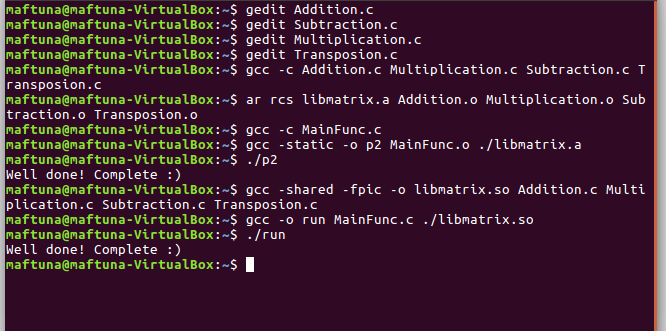 maftuna@maftuna-VirtualBox:~$ gedit Addition.c
maftuna@maftuna-VirtualBox:~$ gedit Subtraction.c
maftuna@maftuna-VirtualBox:~$ gedit Multiplication.c
maftuna@maftuna-VirtualBox:~$ gedit Transposion.c
maftuna@maftuna-VirtualBox:~$ gcc -c Addition.c Multiplication.c Subtraction.c T
ransposion.c
maftuna@maftuna-VirtualBox:~$ ar rcs libmatrix.a Addition.o Multiplication.o Sub
traction.o Transposion.o
maftuna@maftuna-VirtualBox:~$ gcc -c MainFunc.c
maftuna@maftuna-VirtualBox:~$ gcc -static -o p2 MainFunc.o ./libmatrix.a
maftuna@maftuna-VirtualBox:~$ ./p2
Well done! Complete :)
maftuna@maftuna-VirtualBox:~$ gcc -shared -fpic -o libmatrix.so Addition.c Multi
plication.c Subtraction.c Transposion.c
maftuna@maftuna-VirtualBox:~$ gcc -o run MainFunc.c ./libmatrix.so
maftuna@maftuna-VirtualBox:~$ ./run
Well done! Complete :)
maftuna@maftuna-VirtualBox:~$